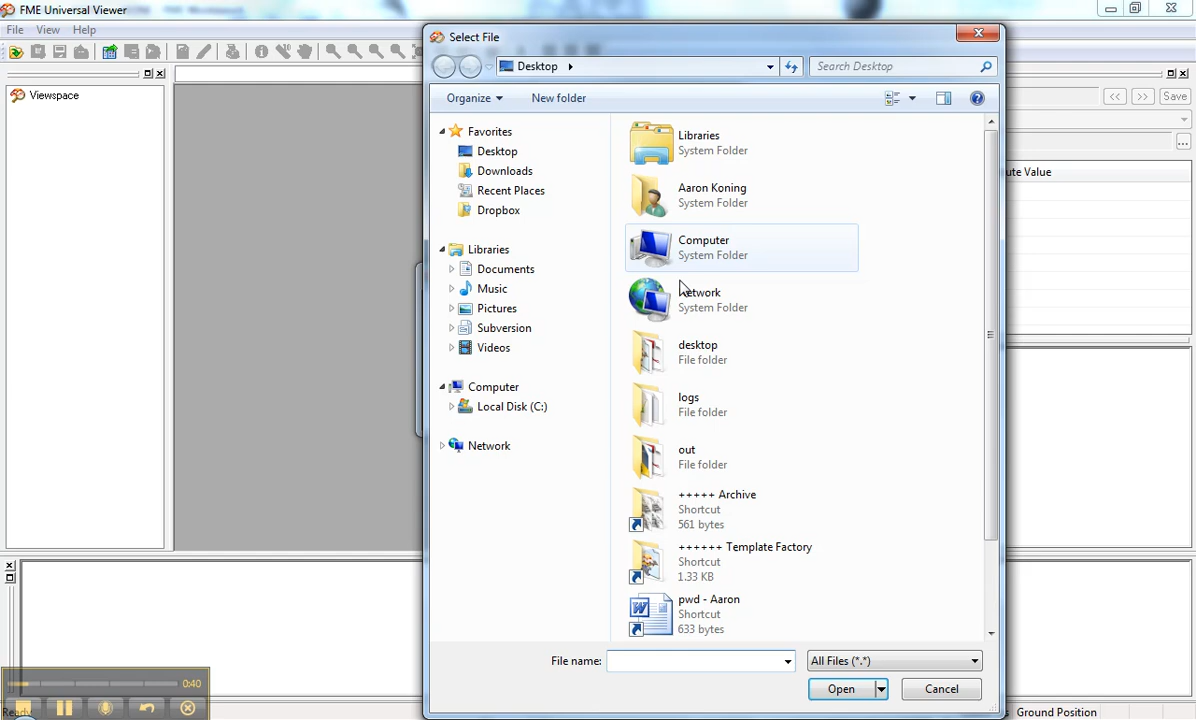 FME Universal Viewer
File View Help
Viewspace
Select File
Desktop
Search Desktop
Organize
New folder
Favorites
Desktop
Downloads
Recent Places
Dropbox
Libraries
Documents
Music
Pictures
Subversion
Videos
Computer
Local Disk (C:)
Network
Libraries
System Folder
Aaron Koning
System Folder
Computer
System Folder
Network
System Folder
desktop
File folder
logs
File folder
out
File folder
+++++ Archive
Shortcut
561 bytes
++++++ Template Factory
Shortcut
1.33 KB
pwd - Aaron
Shortcut
633 bytes
File name:
All Files (*.*)
Open
Cancel
<< >> Save
...
Value
0:40
Ground Position